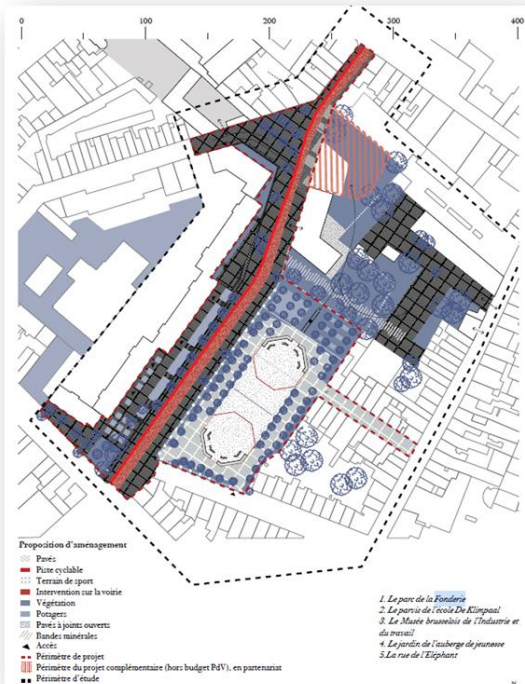 0 100 200 300 400
Proposition d'aménagement
Pavés
Piste cyclable
Terrain de sport
Intervention sur la voirie
Végétation
Potagers
Pavés à joints ouverts
Bandes minérales
Accès
Périmètre de projet
Périmètre du projet complémentaire (hors budget PdV), en partenariat
Périmètre d'étude
1. Le parc de la Fonderie
2. Le parvis de l'école De Klimpaal
3. Le Musée bruxelois de l'Industrie et
du travail
4. Le jardin de l'auberge de jeunesse
5.La rue de l'Eléphant